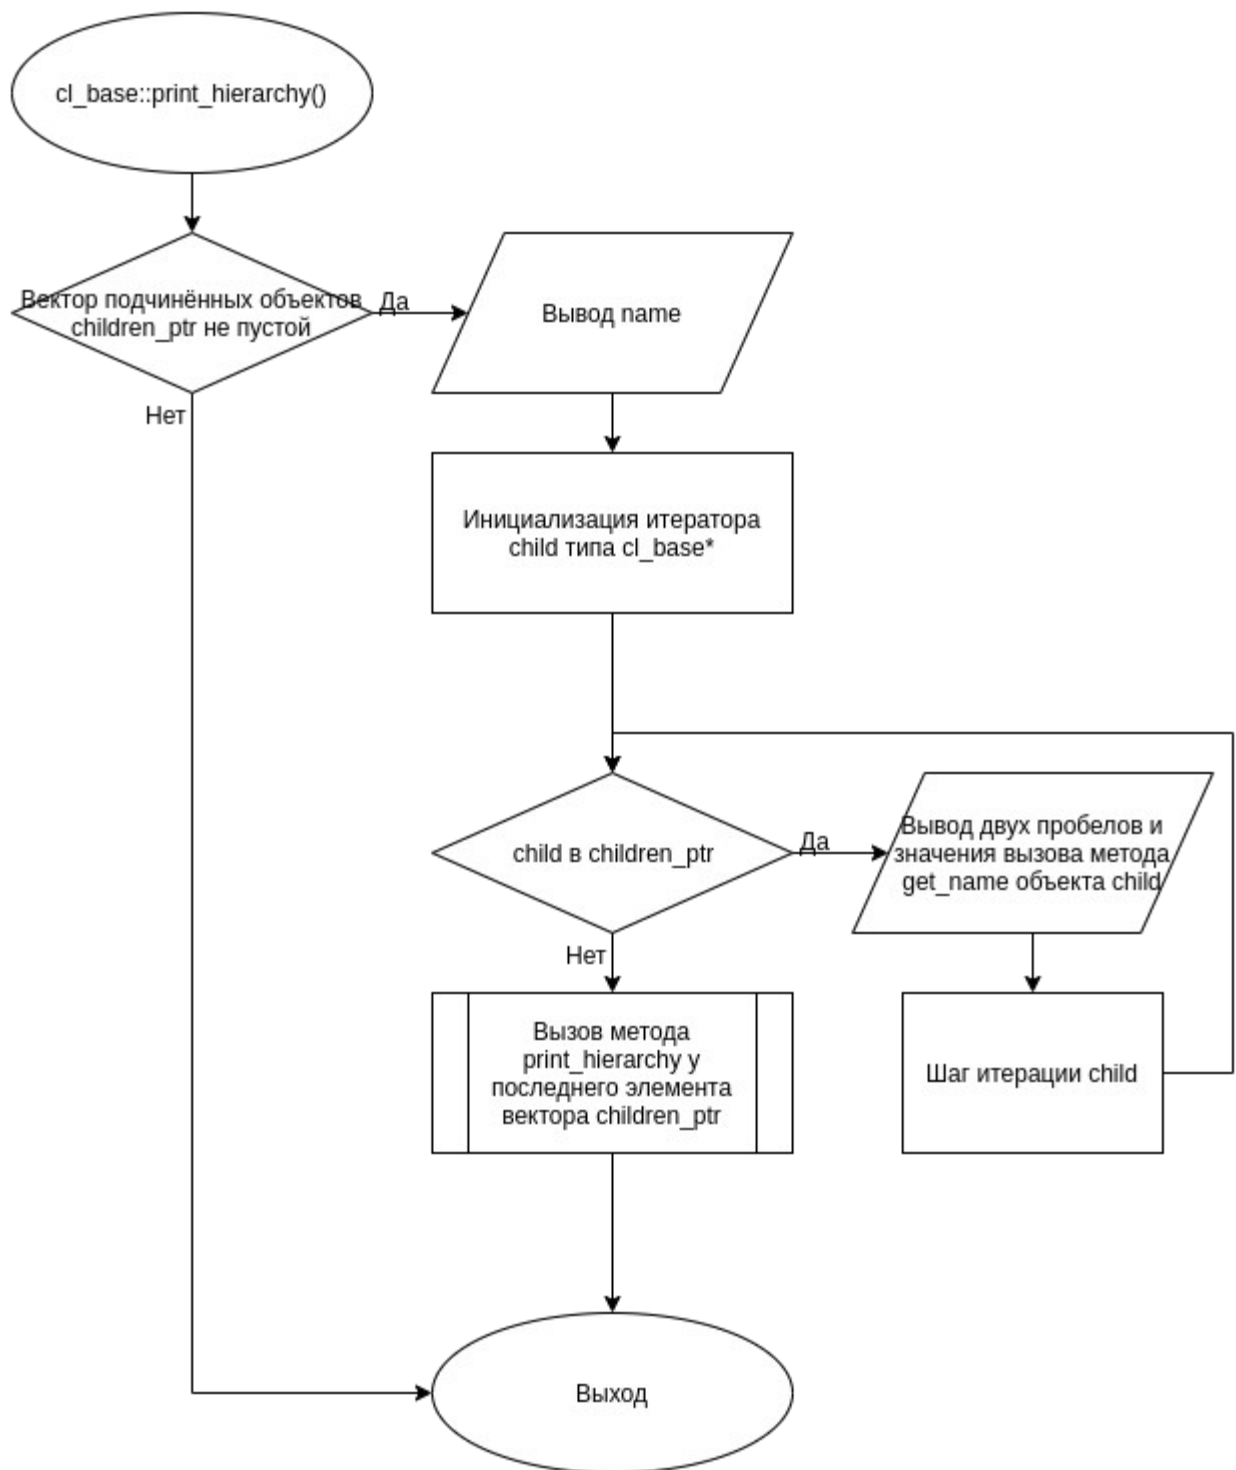 cl_base::print_hierarchy()
Вектор подчинённых объектов
children_ptr не пустой
Да
Вывод name
Нет
Инициализация итератора
child типа cl_base*
child в children_ptr
Да
Вывод двух пробелов и
значения вызова метода
get_name объекта child
Нет
Вызов метода
print_hierarchy у
последнего элемента
вектора children_ptr
Шаг итерации child
Выход